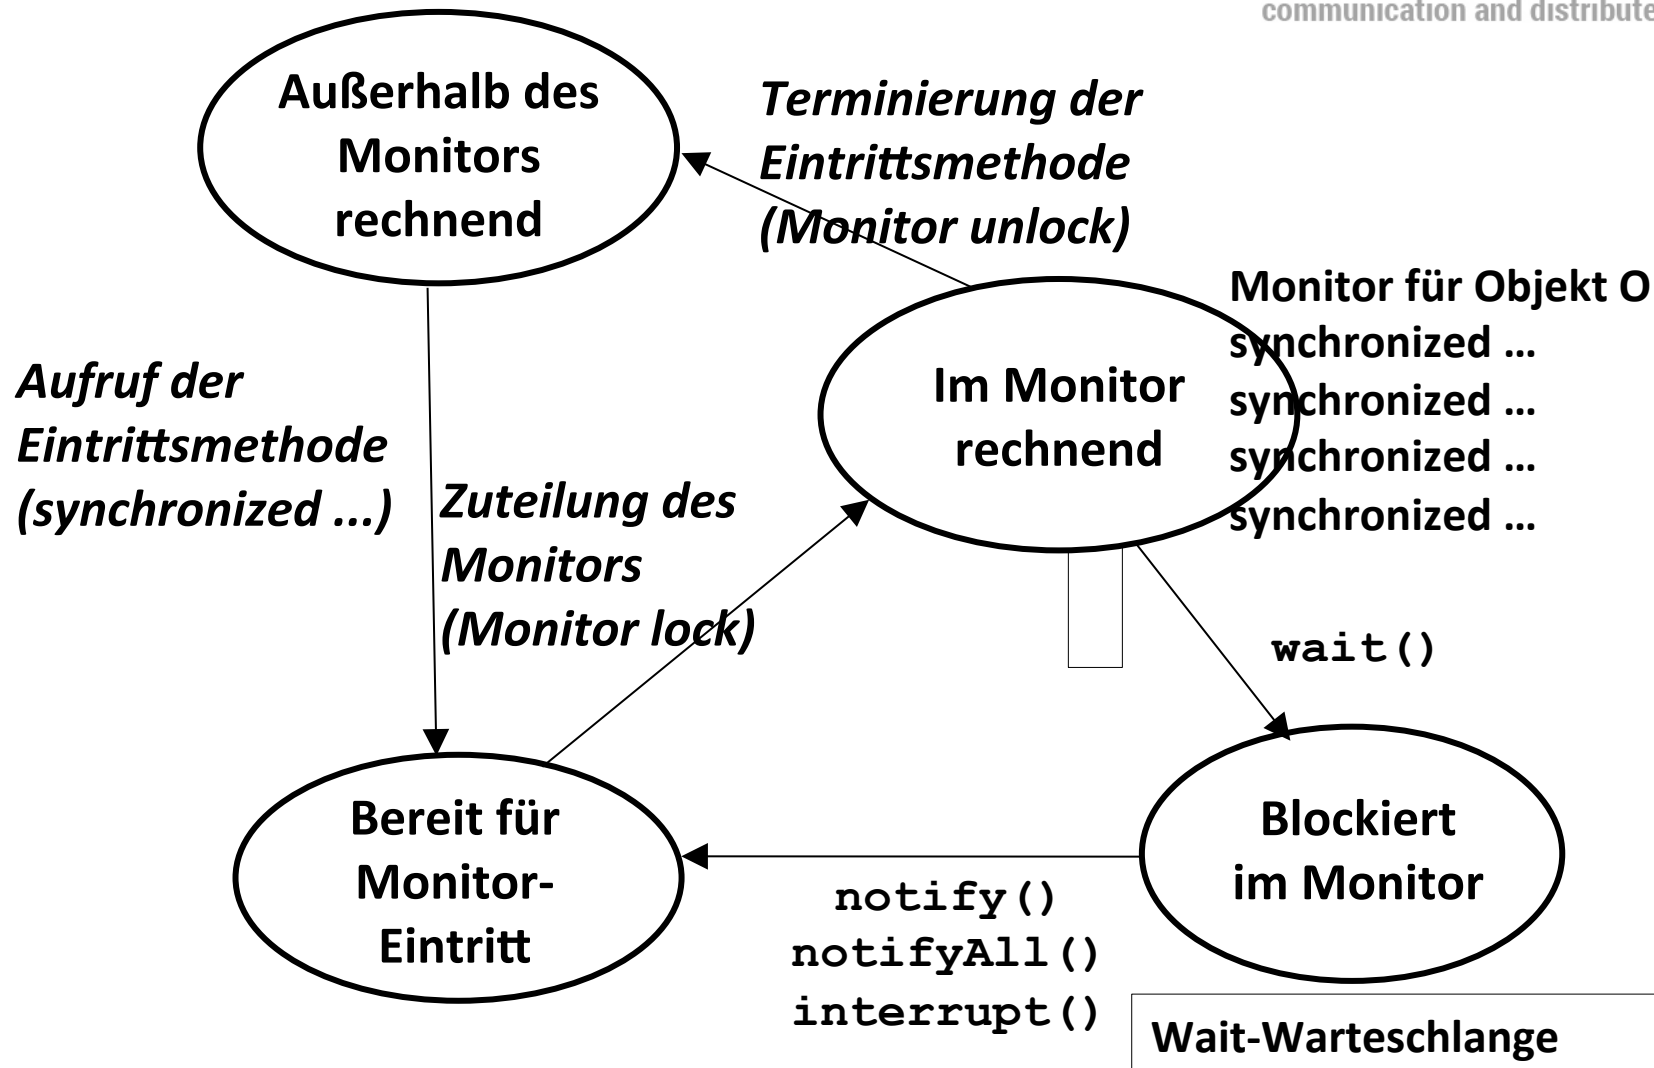 communication and distribute
Außerhalb des
Monitors
rechnend
Terminierung der
Eintrittsmethode
(Monitor unlock)
Monitor für Objekt O
synchronized ...
synchronized ...
synchronized ...
synchronized ...
Im Monitor
rechnend
Aufruf der
Eintrittsmethode
(synchronized ...)
Zuteilung des
Monitors
(Monitor lock)
wait()
Bereit für
Monitor-
Eintritt
Blockiert
im Monitor
notify()
notifyAll()
interrupt()
Wait-Warteschlange